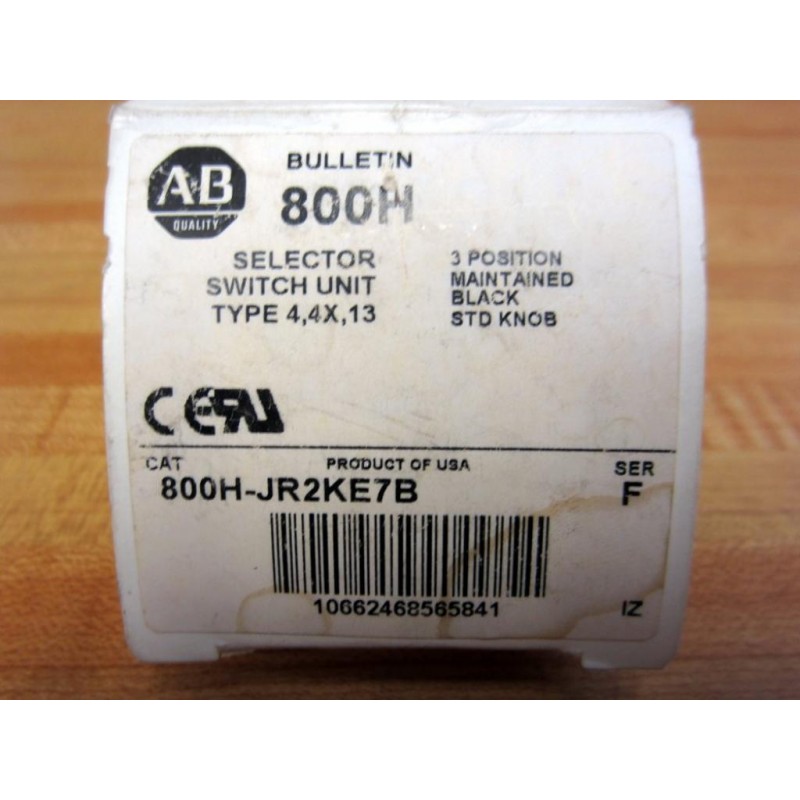 AB
QUALITY
BULLETIN
800H
SELECTOR
SWITCH UNIT
TYPE 4,4X,13
3 POSITION
MAINTAINED
BLACK
STD KNOB
CE
CAT
PRODUCT OF USA
SER
800H-JR2KE7B
F
10662468565841
IZ